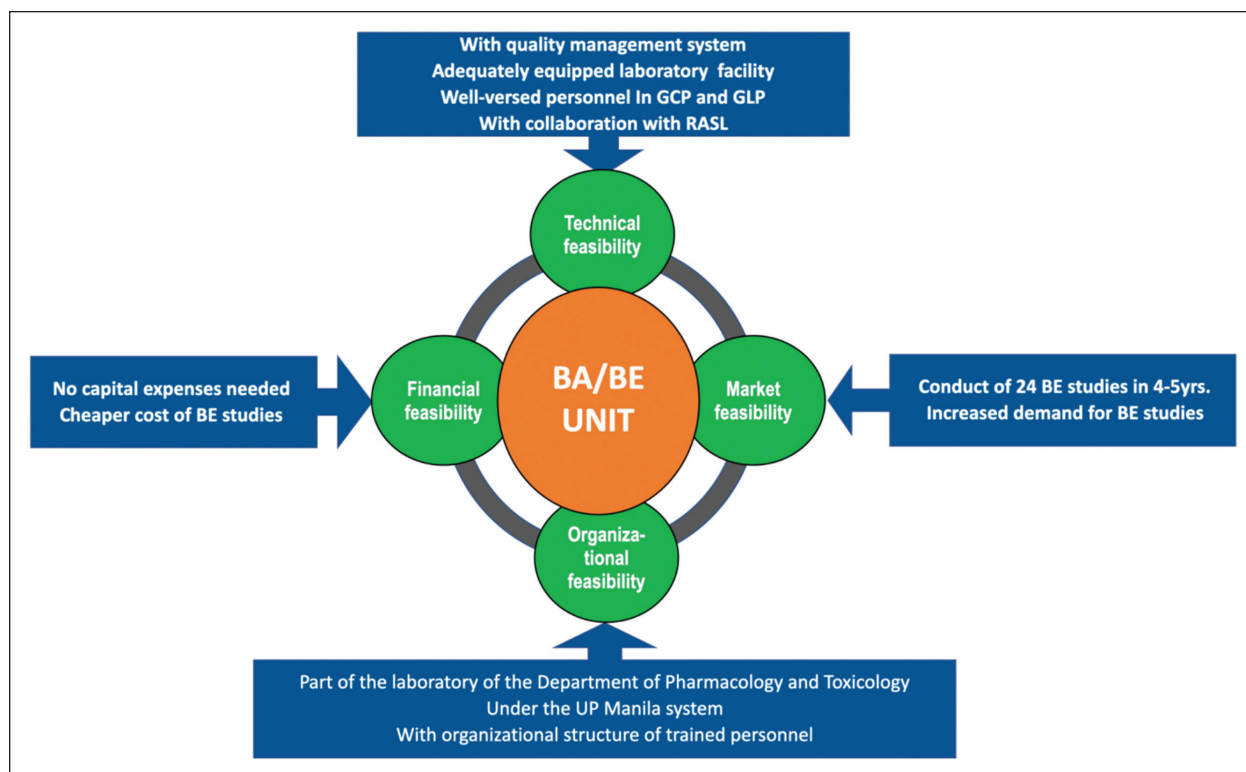 With quality management system
Adequately equipped laboratory facility
Well-versed personnel In GCP and GLP
With collaboration with RASL
Technical
feasibility
No capital expenses needed
Cheaper cost of BE studies
Financial
feasibility
BA/BE
UNIT
Market
feasibility
Conduct of 24 BE studies in 4-5yrs.
Increased demand for BE studies
Organiza-
tional
feasibility
Part of the laboratory of the Department of Pharmacology and Toxicology
Under the UP Manila system
With organizational structure of trained personnel